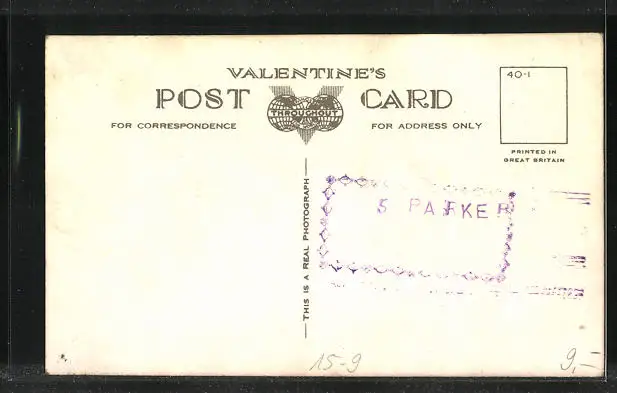 VALENTINE'S
POST CARD
THROUGHOUT
FOR CORRESPONDENCE
FOR ADDRESS ONLY
40-1
PRINTED IN
GREAT BRITAIN
THIS IS A REAL PHOTOGRAPH
S PARKER
15-9
9,-